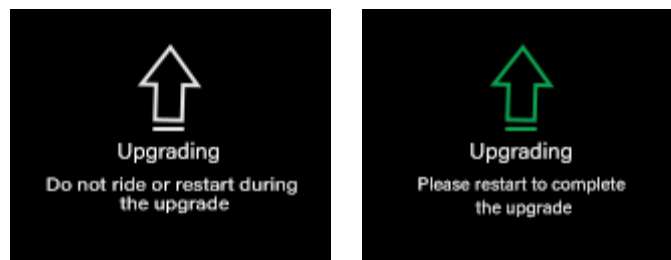 Upgrading
Do not ride or restart during
the upgrade
Upgrading
Please restart to complete
the upgrade